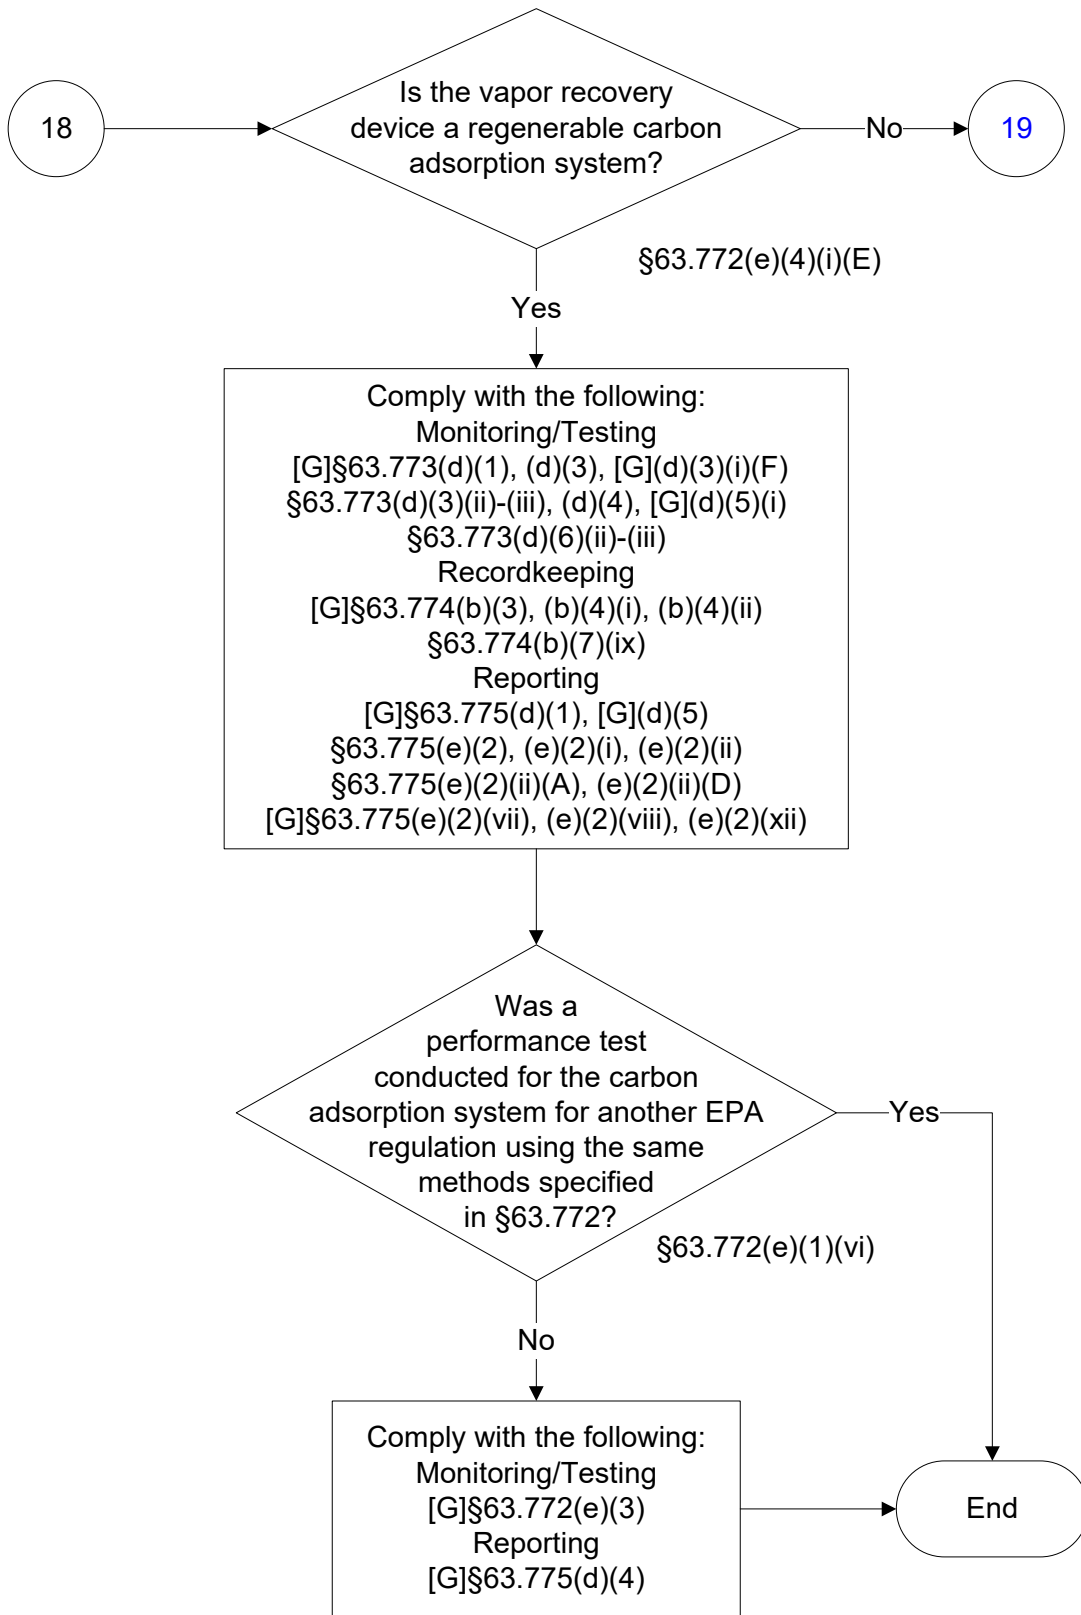 Is the vapor recovery
device a regenerable carbon
adsorption system?
18
No
19
§63.772(e)(4)(i)(E)
Yes
Comply with the following:
Monitoring/Testing
[G]§63.773(d)(1), (d)(3), [G](d)(3)(i)(F)
§63.773(d)(3)(ii)-(iii), (d)(4), [G](d)(5)(i)
§63.773(d)(6)(ii)-(iii)
Recordkeeping
[G]§63.774(b)(3), (b)(4)(i), (b)(4)(ii)
§63.774(b)(7)(ix)
Reporting
[G]§63.775(d)(1), [G](d)(5)
§63.775(e)(2), (e)(2)(i), (e)(2)(ii)
§63.775(e)(2)(ii)(A), (e)(2)(ii)(D)
[G]§63.775(e)(2)(vii), (e)(2)(viii), (e)(2)(xii)
Was a
performance test
conducted for the carbon
adsorption system for another EPA
regulation using the same
methods specified
in §63.772?
Yes
§63.772(e)(1)(vi)
No
Comply with the following:
Monitoring/Testing
[G]§63.772(e)(3)
Reporting
[G]§63.775(d)(4)
End